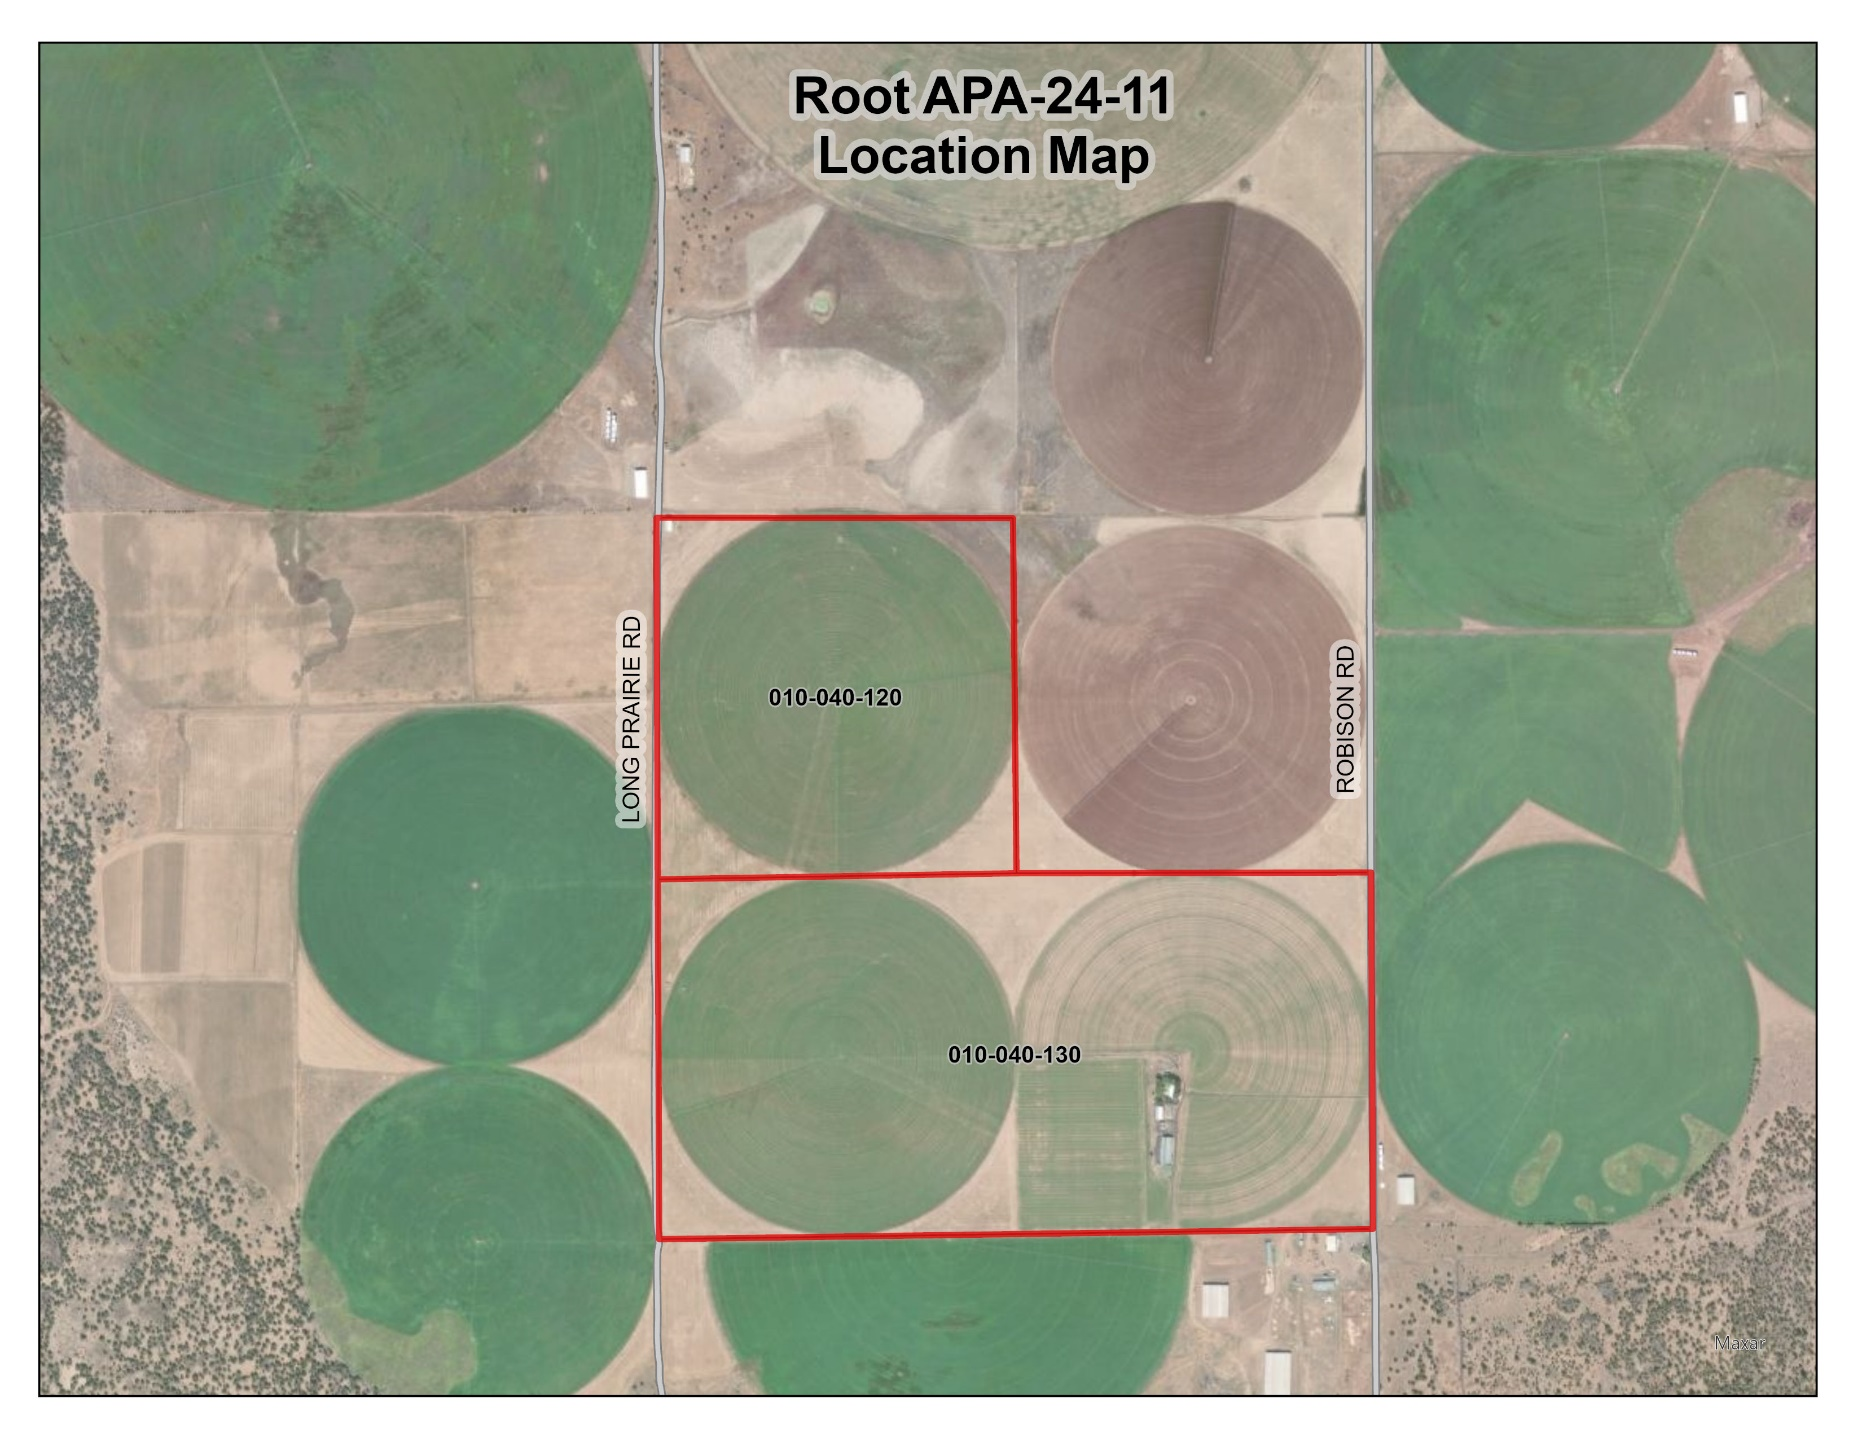 Root APA-24-11
Location Map
LONG PRAIRIE RD
ROBISON RD
010-040-120
010-040-130
Maxar